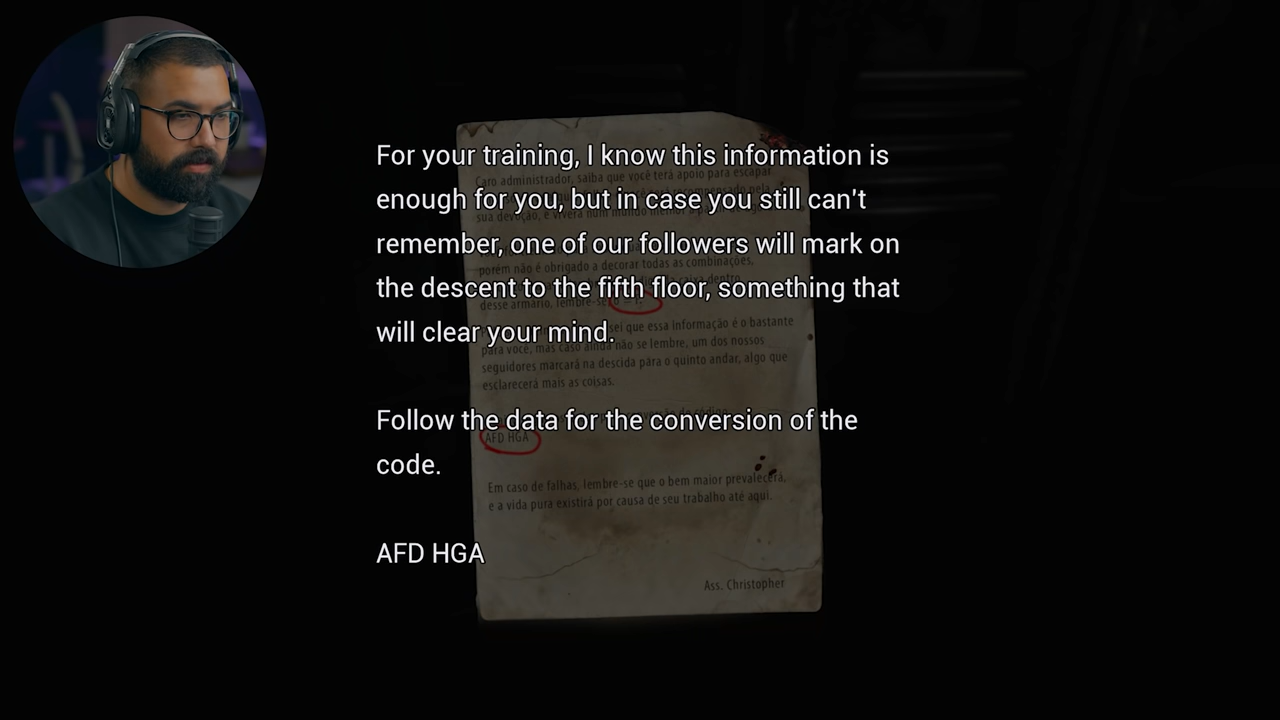 For your training, I know this information is
enough for you, but in case you still can't
remember, one of our followers will mark on
the descent to the fifth floor, something that
will clear your mind.
Follow the data for the conversion of the
code.
AFD HGA
Caro administrador, saiba que você terá apoio para escapar
sua devoção, e viverá num mundo melhor
porém não é obrigado a decorar todas as combinações,
desse armário, lembre-se
sei que essa informação é o bastante
para você, mas caso ainda não se lembre, um dos nossos
seguidores marcará na descida para o quinto andar, algo que
esclarecerá mais as coisas.
AFD HGA
Em caso de falhas, lembre-se que o bem maior prevalecerá,
e a vida pura existirá por causa de seu trabalho até aqui.
Ass. Christopher